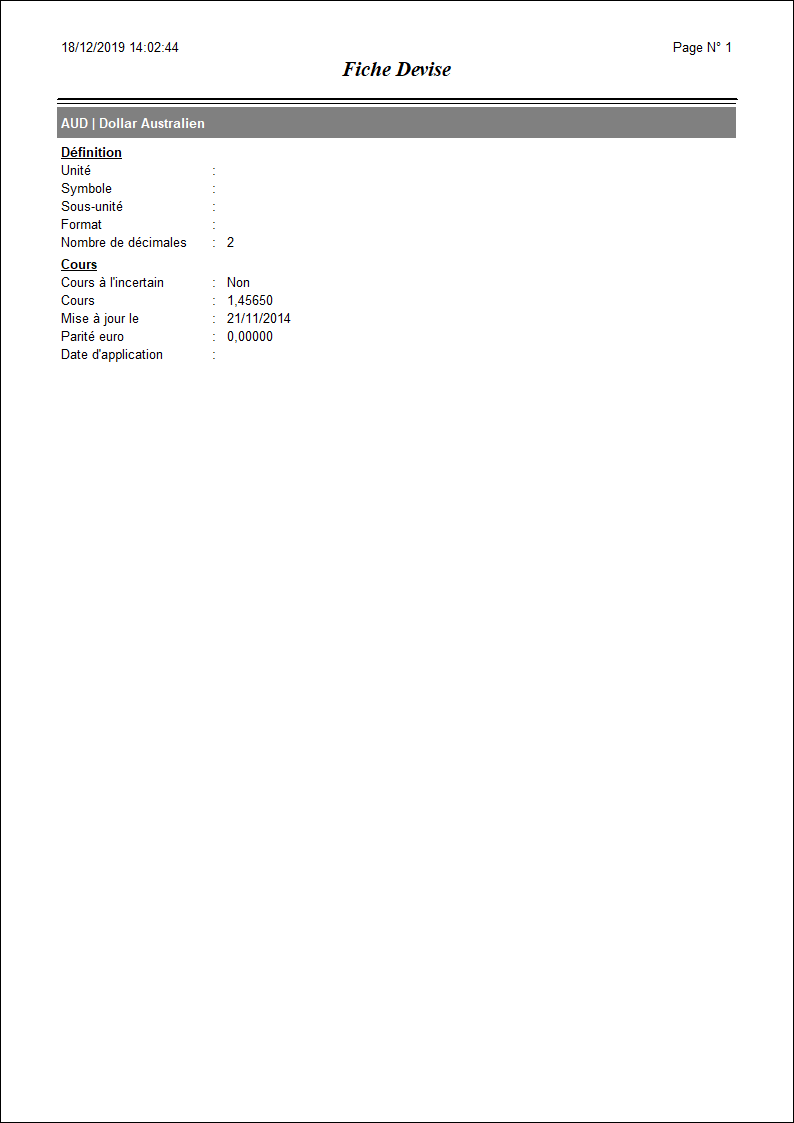 18/12/2019 14:02:44 Page N° 1
Fiche Devise
AUD | Dollar Australien
Définition
Unité :
Symbole :
Sous-unité :
Format :
Nombre de décimales : 2
Cours
Cours à l'incertain : Non
Cours : 1,45650
Mise à jour le : 21/11/2014
Parité euro : 0,00000
Date d'application :